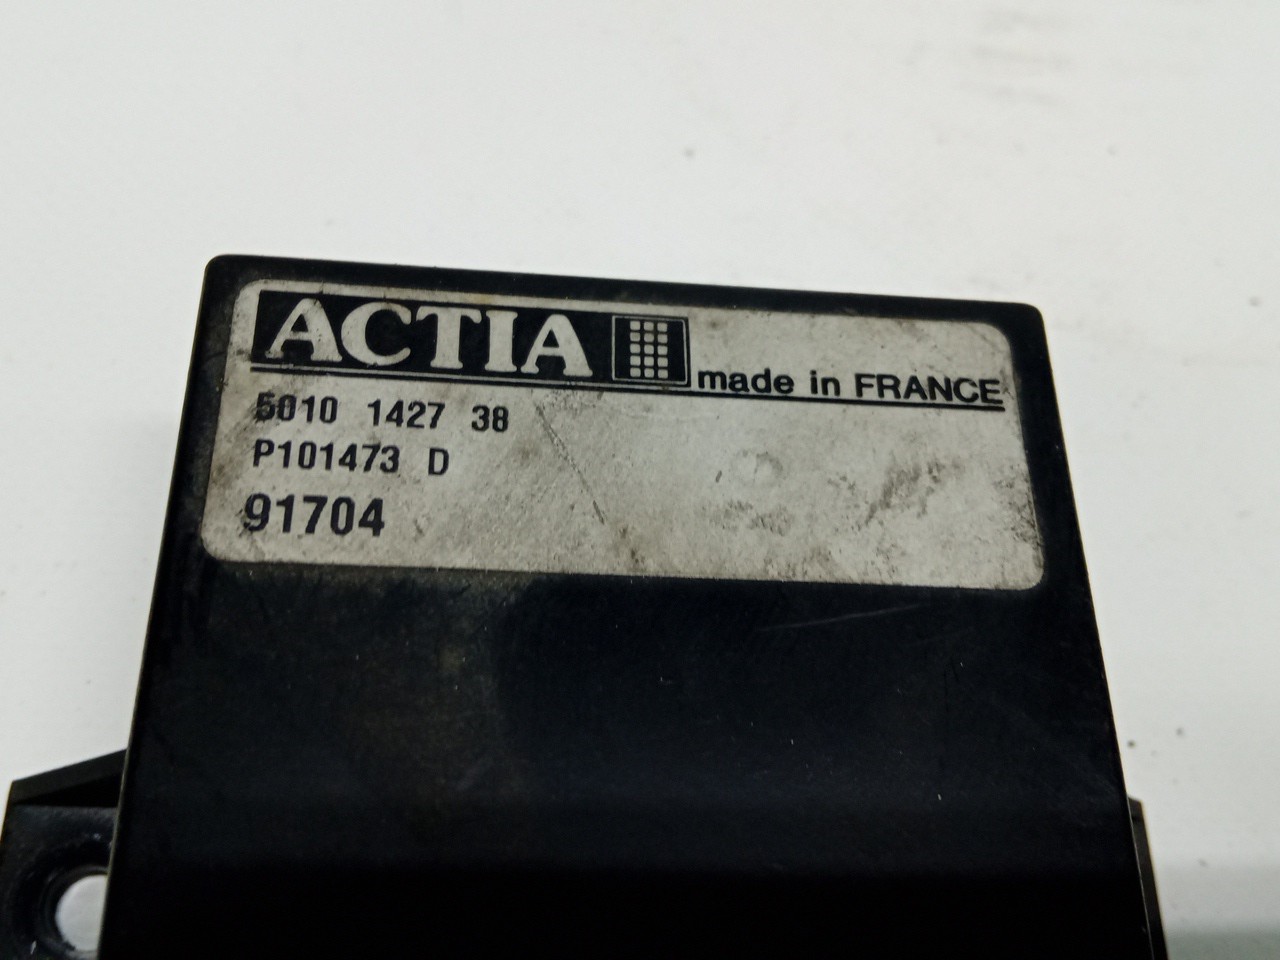 ACTIA
made in FRANCE
5010 1427 38
P101473 D
91704